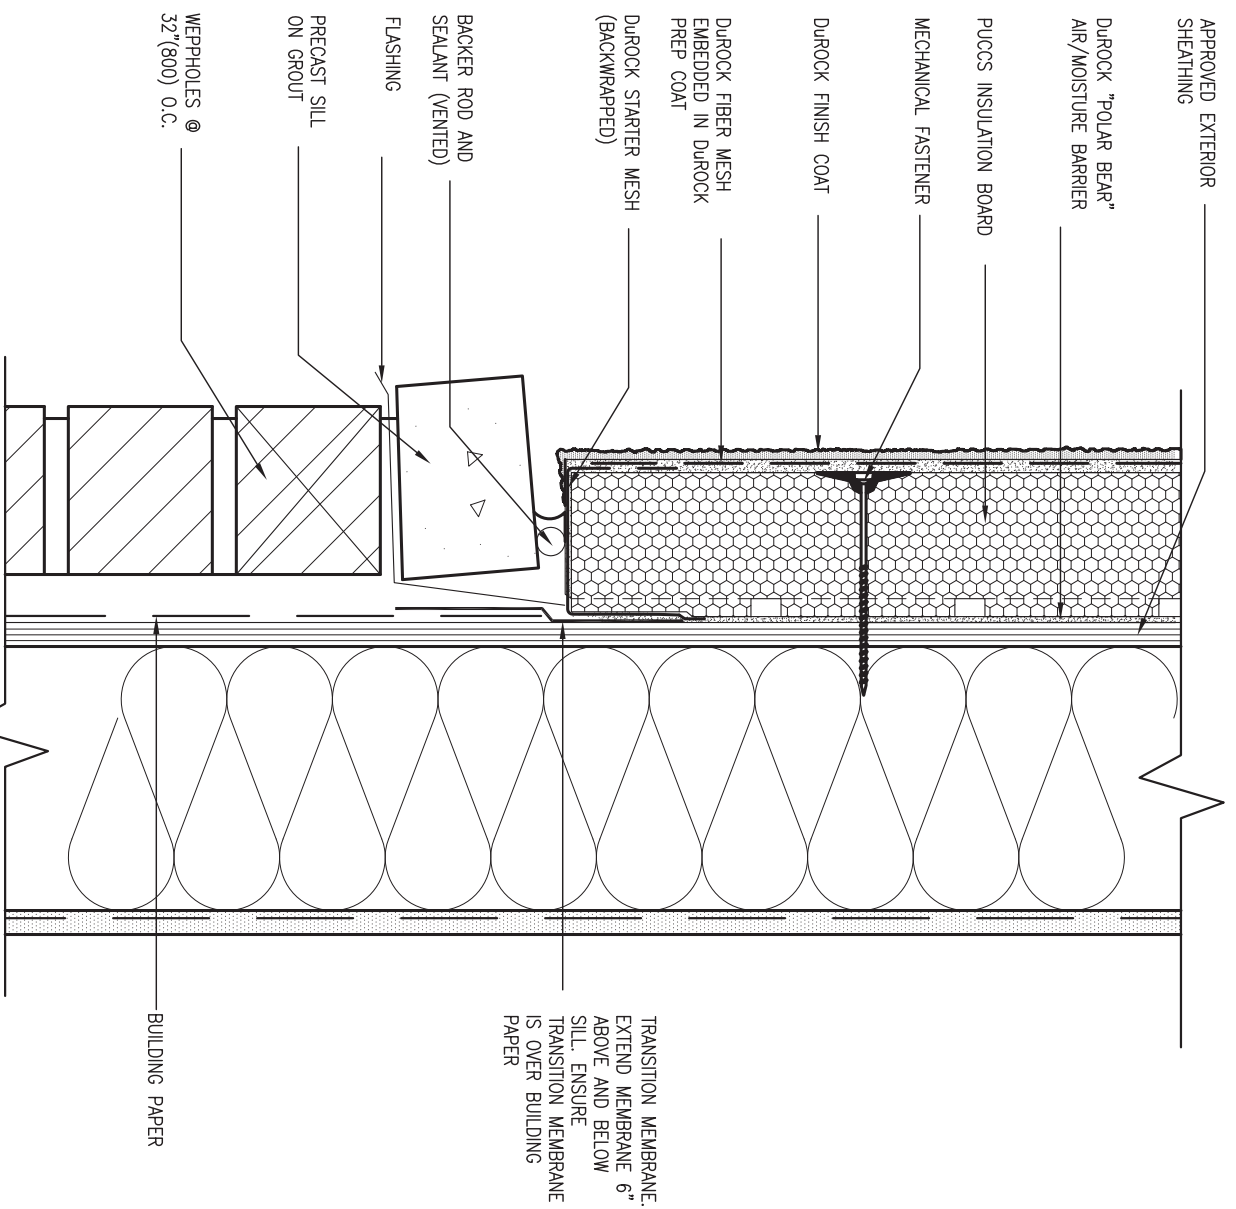 APPROVED EXTERIOR
SHEATHING
DuROCK "POLAR BEAR"
AIR/MOISTURE BARRIER
PUCCS INSULATION BOARD
MECHANICAL FASTENER
DuROCK FINISH COAT
DuROCK FIBER MESH
EMBEDDED IN DuROCK
PREP COAT
DuROCK STARTER MESH
(BACKWRAPPED)
BACKER ROD AND
SEALANT (VENTED)
FLASHING
PRECAST SILL
ON GROUT
WEPPHOLES @
32"(800) O.C.
TRANSITION MEMBRANE.
EXTEND MEMBRANE 6"
ABOVE AND BELOW
SILL. ENSURE
TRANSITION MEMBRANE
IS OVER BUILDING
PAPER
BUILDING PAPER